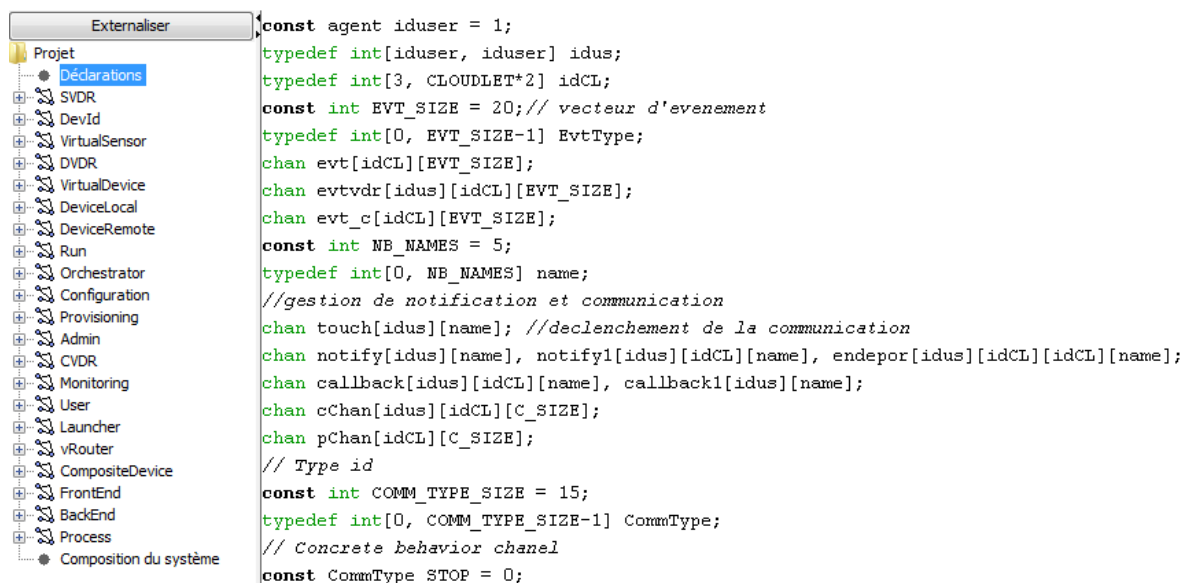 Externaliser
Projet
Déclarations
SVDR
DevId
VirtualSensor
DVDR
VirtualDevice
DeviceLocal
DeviceRemote
Run
Orchestrator
Configuration
Provisioning
Admin
CVDR
Monitoring
User
Launcher
vRouter
CompositeDevice
FrontEnd
BackEnd
Process
Composition du système
const agent iduser = 1;
typedef int[iduser, iduser] idus;
typedef int[3, CLOUDLET*2] idCL;
const int EVT_SIZE = 20;// vecteur d'evenement
typedef int[0, EVT_SIZE-1] EvtType;
chan evt[idCL][EVT_SIZE];
chan evtvdr[idus][idCL][EVT_SIZE];
chan evt_c[idCL][EVT_SIZE];
const int NB_NAMES = 5;
typedef int[0, NB_NAMES] name;
//gestion de notification et communication
chan touch[idus][name]; //declenchement de la communication
chan notify[idus][name], notify1[idus][idCL][name], endepor[idus][idCL][idCL][name];
chan callback[idus][idCL][name], callback1[idus][name];
chan cChan[idus][idCL][C_SIZE];
chan pChan[idCL][C_SIZE];
// Type id
const int COMM_TYPE_SIZE = 15;
typedef int[0, COMM_TYPE_SIZE-1] CommType;
// Concrete behavior chanel
const CommType STOP = 0;